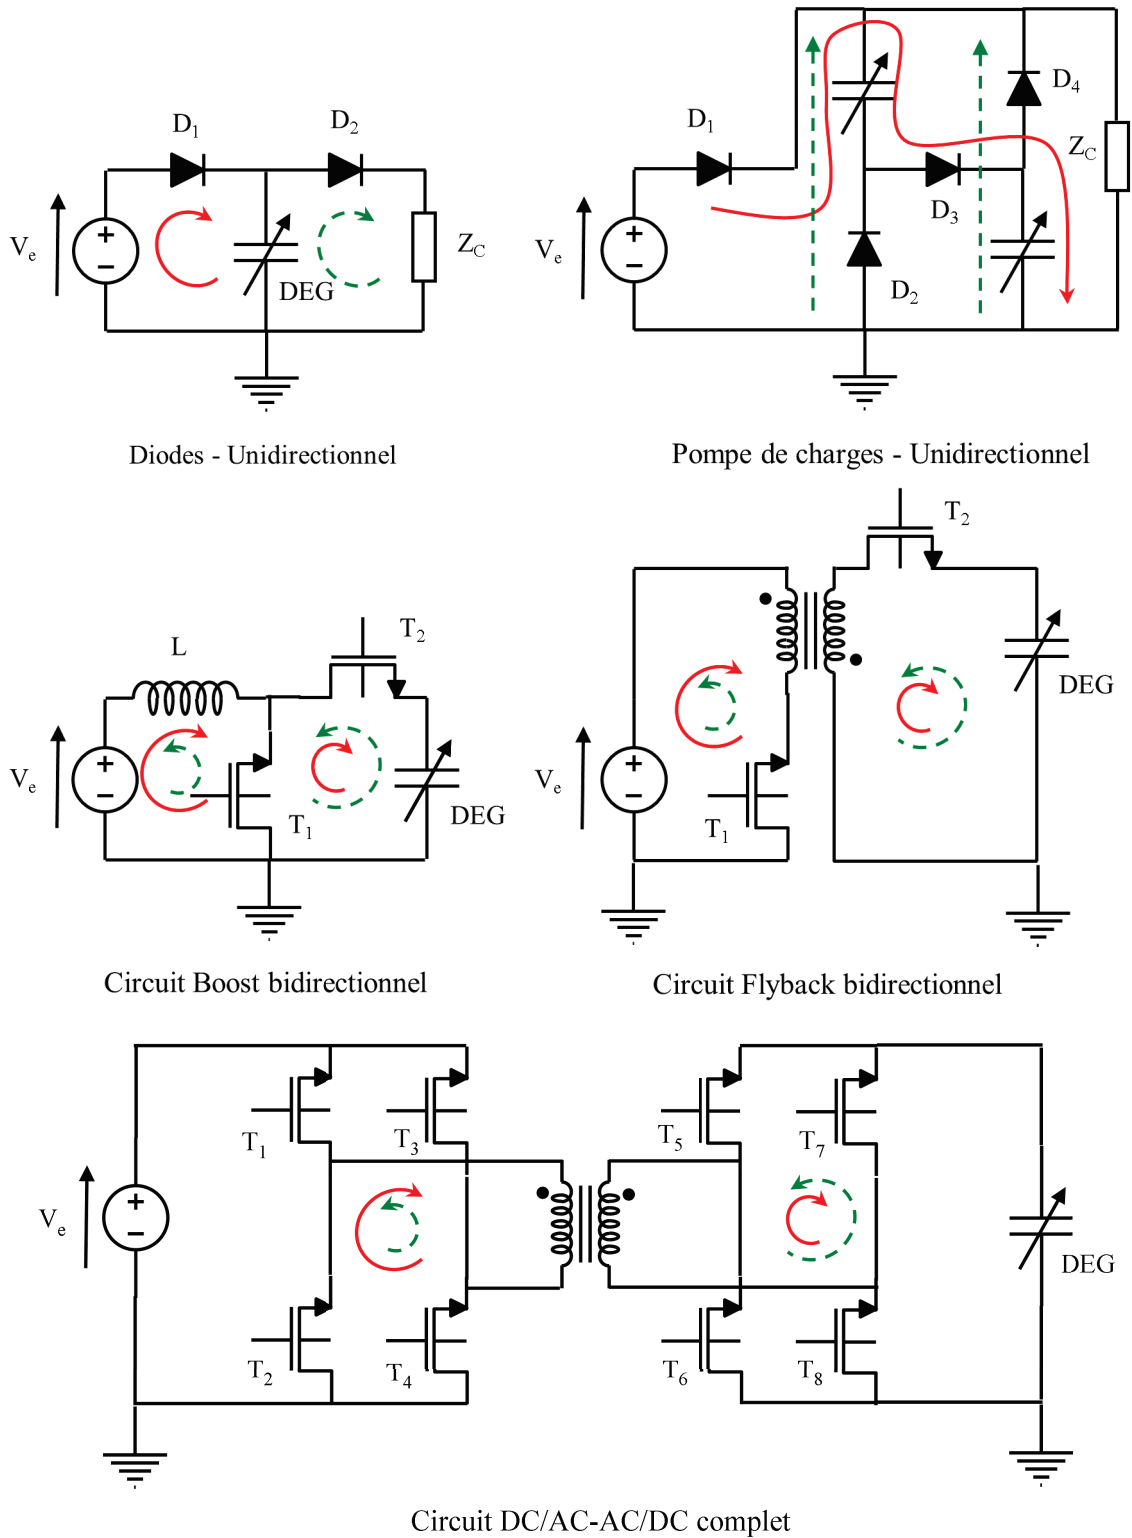 D1
D2
Ve
+
−
DEG
ZC
Diodes - Unidirectionnel
D1
Ve
+
−
D2
D3
D4
ZC
Pompe de charges - Unidirectionnel
L
T2
Ve
+
−
T1
DEG
Circuit Boost bidirectionnel
T2
Ve
+
−
T1
DEG
Circuit Flyback bidirectionnel
T1
T3
T5
T7
Ve
+
−
DEG
T2
T4
T6
T8
Circuit DC/AC-AC/DC complet